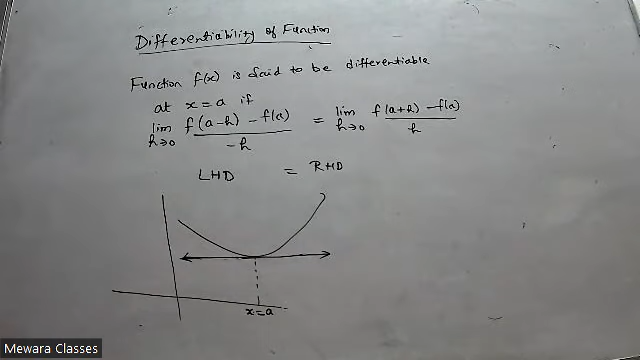 Differentiability of Function
Function f(x) is said to be differentiable
at x = a if
lim h→0 f(a-h) - f(a) / -h = lim h→0 f(a+h) - f(a) / h
LHD = RHD
x=a
Mewara Classes